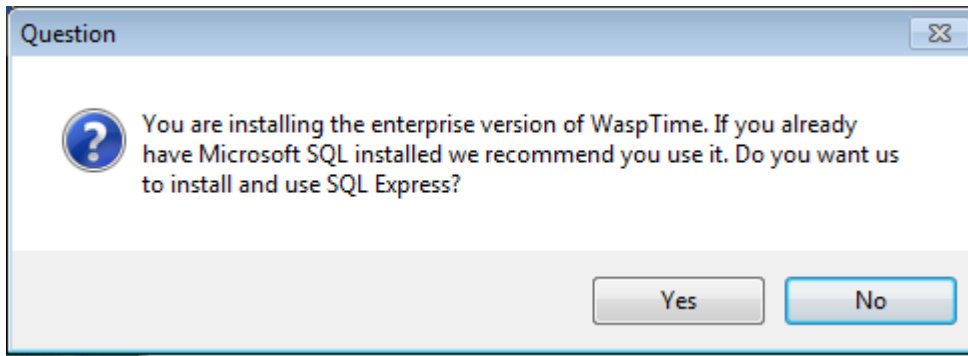 Question
You are installing the enterprise version of WaspTime. If you already
have Microsoft SQL installed we recommend you use it. Do you want us
to install and use SQL Express?
Yes
No